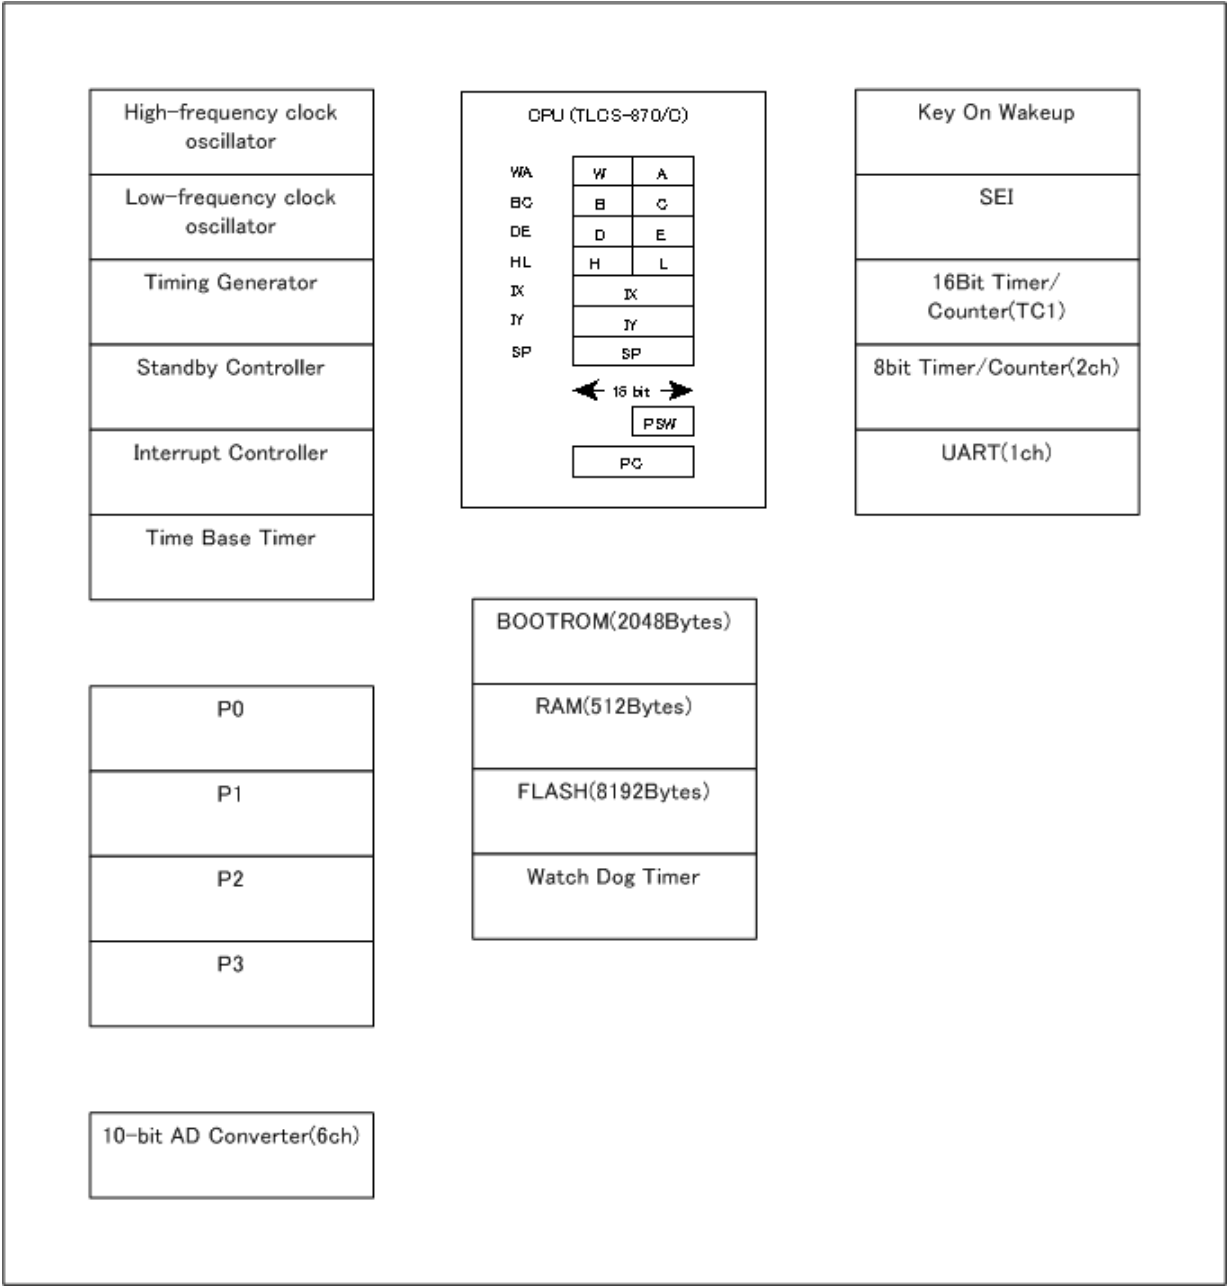 High-frequency clock
oscillator
Low-frequency clock
oscillator
Timing Generator
Standby Controller
Interrupt Controller
Time Base Timer
CPU (TLCS-870/C)
WA W A
BC B C
DE D E
HL H L
IX IX
IY IY
SP SP
16 bit
PSW
PC
Key On Wakeup
SEI
16Bit Timer/
Counter(TC1)
8bit Timer/Counter(2ch)
UART(1ch)
BOOTROM(2048Bytes)
RAM(512Bytes)
FLASH(8192Bytes)
Watch Dog Timer
P0
P1
P2
P3
10-bit AD Converter(6ch)